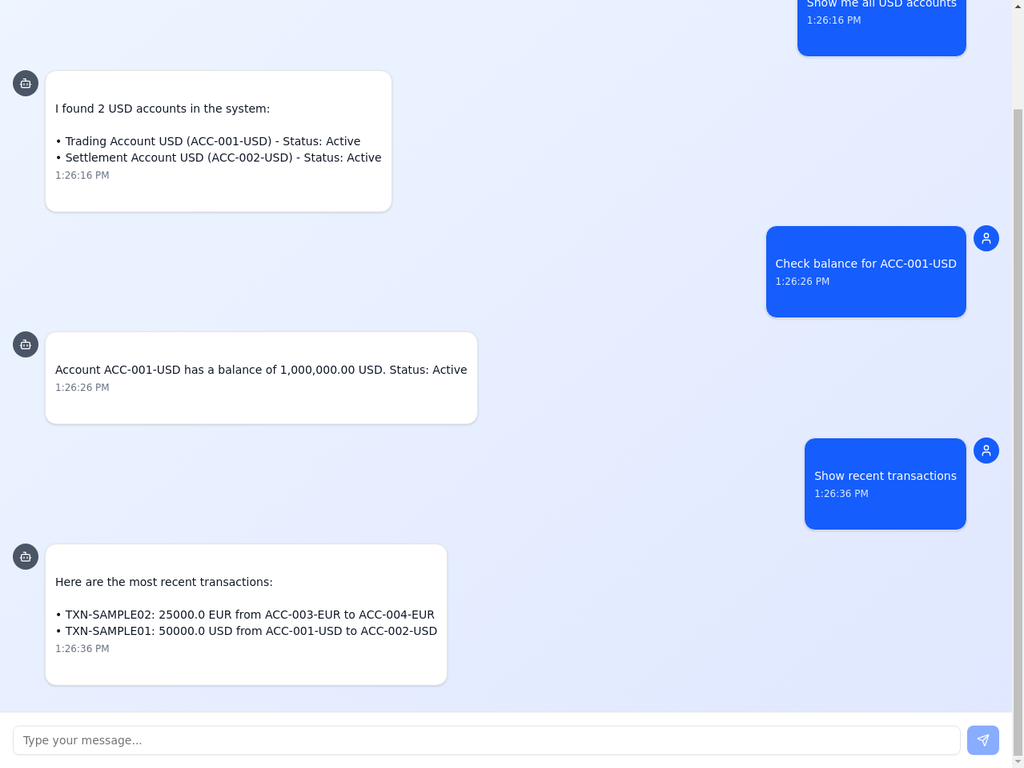 Show me all USD accounts
1:26:16 PM
I found 2 USD accounts in the system:
• Trading Account USD (ACC-001-USD) - Status: Active
• Settlement Account USD (ACC-002-USD) - Status: Active
1:26:16 PM
Check balance for ACC-001-USD
1:26:26 PM
Account ACC-001-USD has a balance of 1,000,000.00 USD. Status: Active
1:26:26 PM
Show recent transactions
1:26:36 PM
Here are the most recent transactions:
• TXN-SAMPLE02: 25000.0 EUR from ACC-003-EUR to ACC-004-EUR
• TXN-SAMPLE01: 50000.0 USD from ACC-001-USD to ACC-002-USD
1:26:36 PM
Type your message...